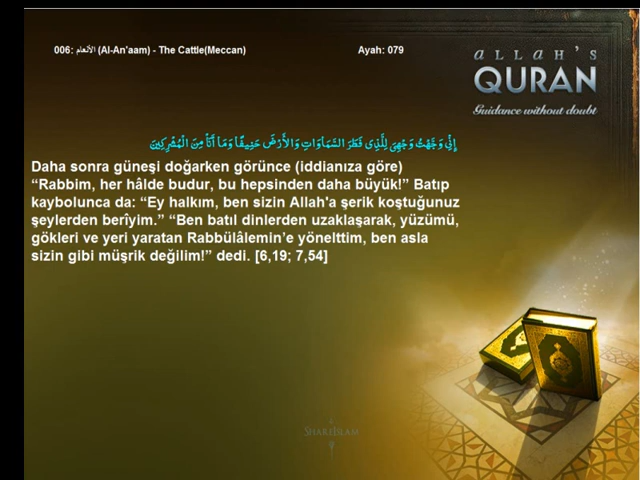 006: الأنعام (Al-An'aam) - The Cattle(Meccan) Ayah: 079
ALLAH'S
QURAN
Guidance without doubt
إِنِّي وَجَّهْتُ وَجْهِيَ لِلَّذِي فَطَرَ السَّمَاوَاتِ وَالأَرْضَ حَنِيفًا وَمَا أَنَاْ مِنَ الْمُشْرِكِينَ
Daha sonra güneşi doğarken görünce (iddianıza göre)
“Rabbim, her hâlde budur, bu hepsinden daha büyük!” Batıp
kaybolunca da: “Ey halkım, ben sizin Allah'a şerik koştuğunuz
şeylerden berîyim.” “Ben batıl dinlerden uzaklaşarak, yüzümü,
gökleri ve yeri yaratan Rabbülâlemin’e yönelttim, ben asla
sizin gibi müşrik değilim!” dedi. [6,19; 7,54]
SHAREISLAM